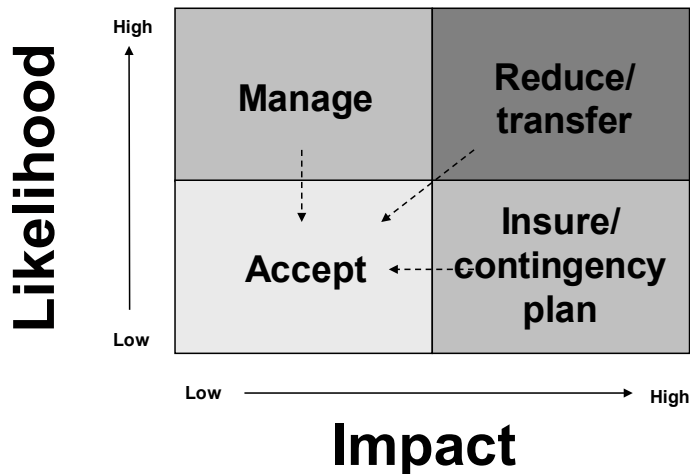 Likelihood
High
Low
Manage
Reduce/
transfer
Accept
Insure/
contingency
plan
Low
High
Impact